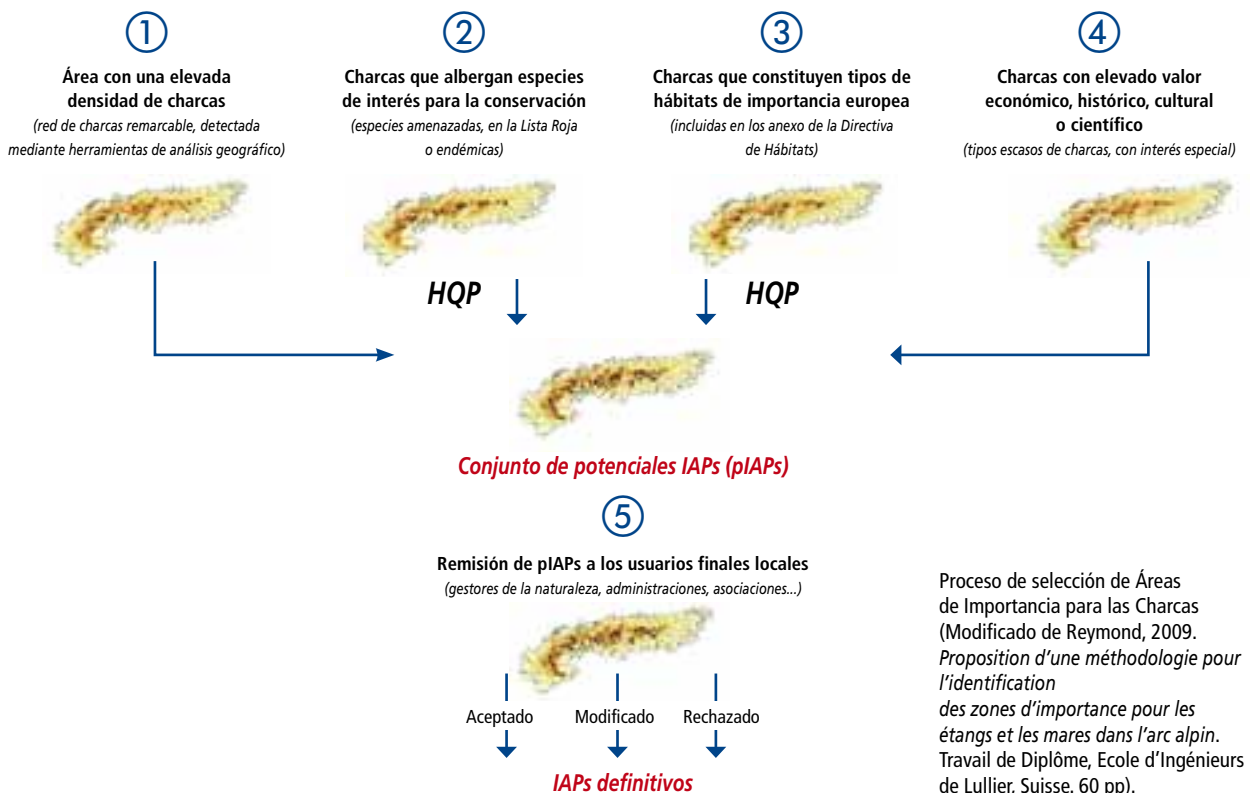 1
Área con una elevada
densidad de charcas
(red de charcas remarcable, detectada
mediante herramientas de análisis geográfico)
2
Charcas que albergan especies
de interés para la conservación
(especies amenazadas, en la Lista Roja
o endémicas)
3
Charcas que constituyen tipos de
hábitats de importancia europea
(incluidas en los anexo de la Directiva
de Hábitats)
4
Charcas con elevado valor
económico, histórico, cultural
o científico
(tipos escasos de charcas, con interés especial)
HQP
HQP
Conjunto de potenciales IAPs (pIAPs)
5
Remisión de pIAPs a los usuarios finales locales
(gestores de la naturaleza, administraciones, asociaciones...)
Aceptado
Modificado
Rechazado
IAPs definitivos
Proceso de selección de Áreas
de Importancia para las Charcas
(Modificado de Reymond, 2009.
Proposition d'une méthodologie pour
l'identification
des zones d'importance pour les
étangs et les mares dans l'arc alpin.
Travail de Diplôme, Ecole d'Ingénieurs
de Lullier, Suisse. 60 pp).